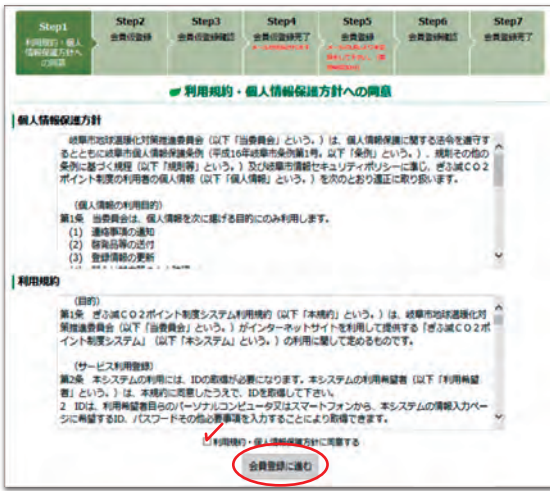 Step1
利用規約・個人
情報保護方針へ
の同意
Step2
会員仮登録
Step3
会員仮登録確認
Step4
会員仮登録完了
Step5
会員登録
Step6
会員登録確認
Step7
会員登録完了
利用規約・個人情報保護方針への同意
個人情報保護方針
岐阜市地球温暖化対策推進委員会（以下「当委員会」という。）は、個人情報保護に関する法令を遵守す
るとともに岐阜市個人情報保護条例（平成16年岐阜市条例第1号。以下「条例」という。）、規則その他の
条例に基づく規程（以下「規則等」という。）及び岐阜市情報セキュリティポリシーに準じ、ぎふ減ＣＯ２
ポイント制度の利用者の個人情報（以下「個人情報」という。）を次のとおり適正に取り扱います。
（個人情報の利用目的）
第1条　当委員会は、個人情報を次に掲げる目的にのみ利用します。
(1)　連絡事項の通知
(2)　啓発品等の送付
(3)　登録情報の更新
利用規約
（目的）
第1条　ぎふ減ＣＯ２ポイント制度システム利用規約（以下「本規約」という。）は、岐阜市地球温暖化対
策推進委員会（以下「当委員会」という。）がインターネットサイトを利用して提供する「ぎふ減ＣＯ２ポ
イント制度システム」（以下「本システム」という。）の利用に関して定めるものです。
（サービス利用登録）
第2条　本システムの利用には、IDの取得が必要になります。本システムの利用希望者（以下「利用希望
者」という。）は、本規約に同意したうえで、IDを取得して下さい。
2　IDは、利用希望者自らのパーソナルコンピュータ又はスマートフォンから、本システムの情報入力ペー
ジに希望するID、パスワードその他必要事項を入力することにより取得できます。
利用規約・個人情報保護方針に同意する
会員登録に進む